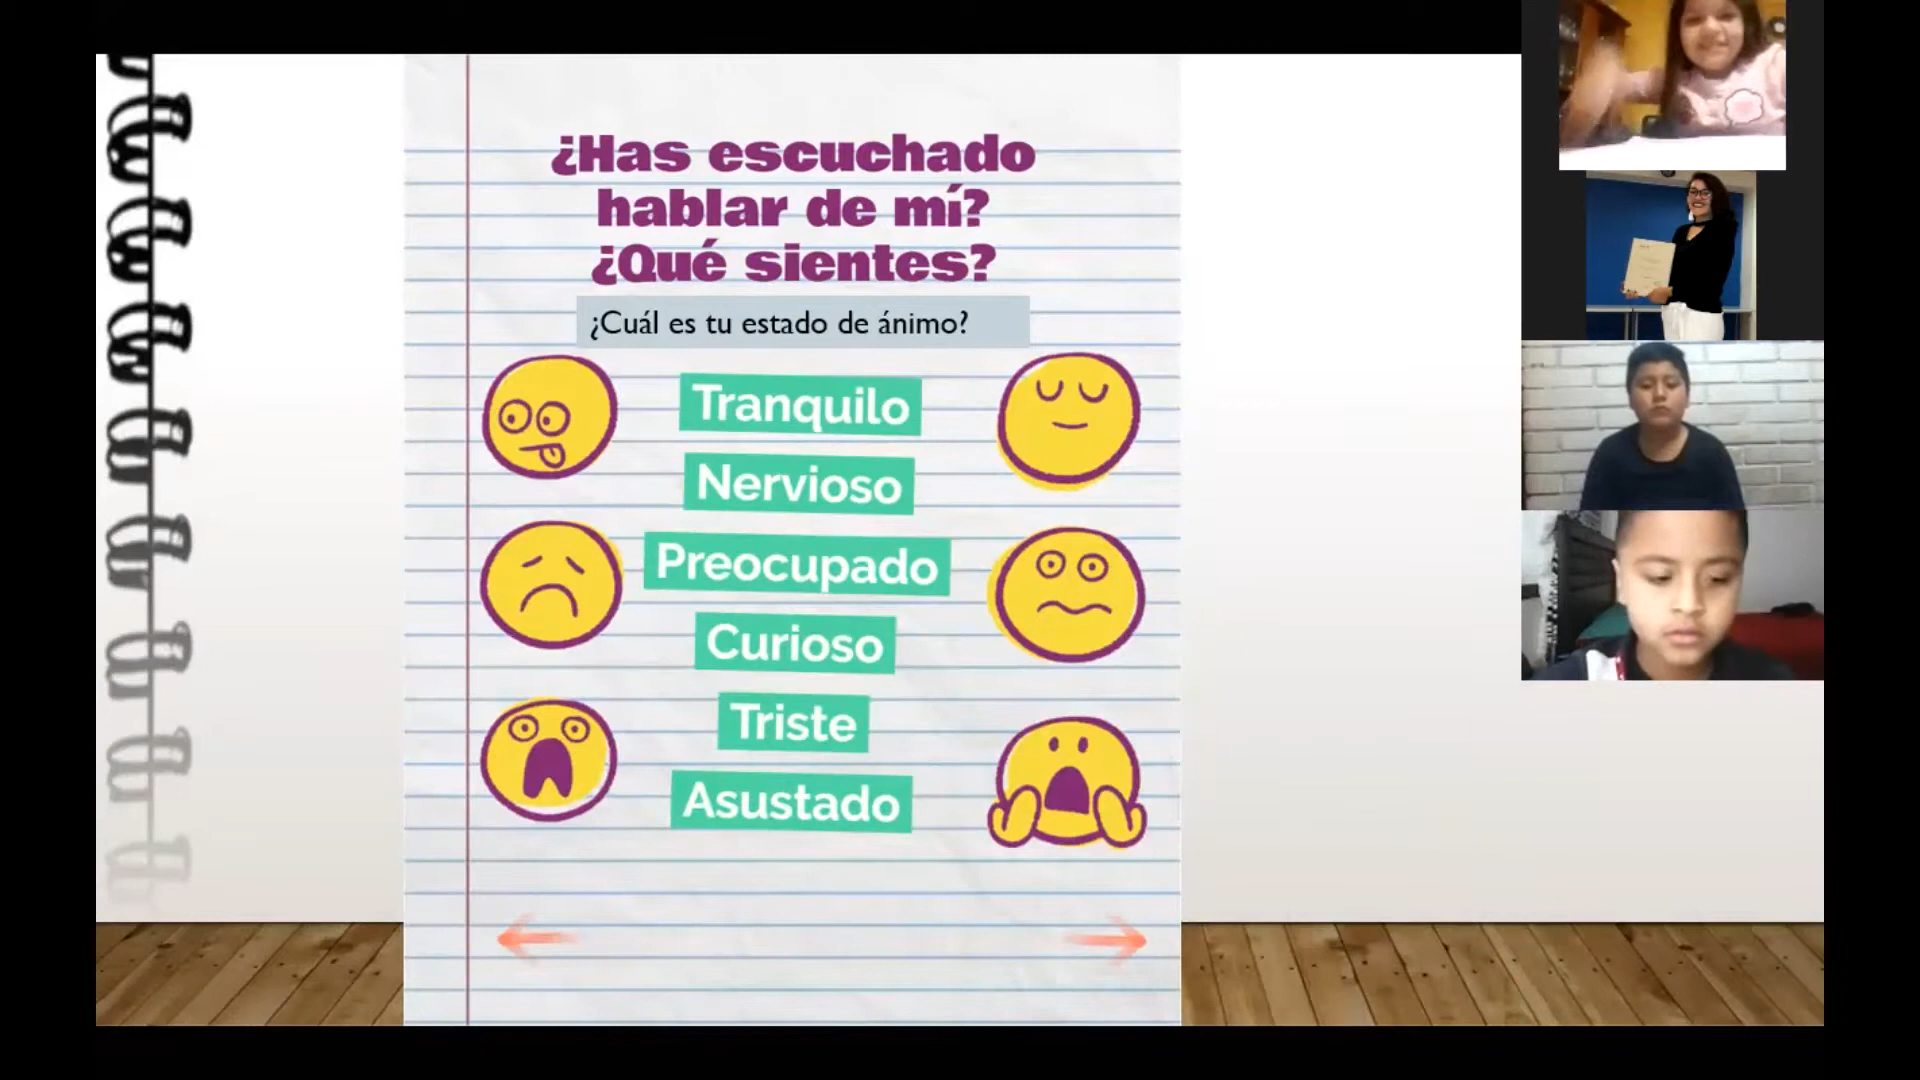 ¿Has escuchado
hablar de mí?
¿Qué sientes?
¿Cuál es tu estado de ánimo?
Tranquilo
Nervioso
Preocupado
Curioso
Triste
Asustado